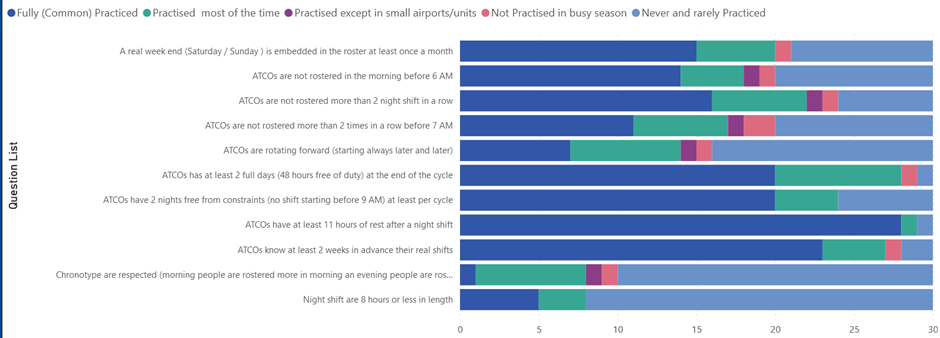 Fully (Common) Practiced Practised most of the time Practised except in small airports/units Not Practised in busy season Never and rarely Practiced
Question List
A real week end (Saturday / Sunday ) is embedded in the roster at least once a month
ATCOs are not rostered in the morning before 6 AM
ATCOs are not rostered more than 2 night shift in a row
ATCOs are not rostered more than 2 times in a row before 7 AM
ATCOs are rotating forward (starting always later and later)
ATCOs has at least 2 full days (48 hours free of duty) at the end of the cycle
ATCOs have 2 nights free from constraints (no shift starting before 9 AM) at least per cycle
ATCOs have at least 11 hours of rest after a night shift
ATCOs know at least 2 weeks in advance their real shifts
Chronotype are respected (morning people are rostered more in morning an evening people are ros...
Night shift are 8 hours or less in length
0 5 10 15 20 25 30